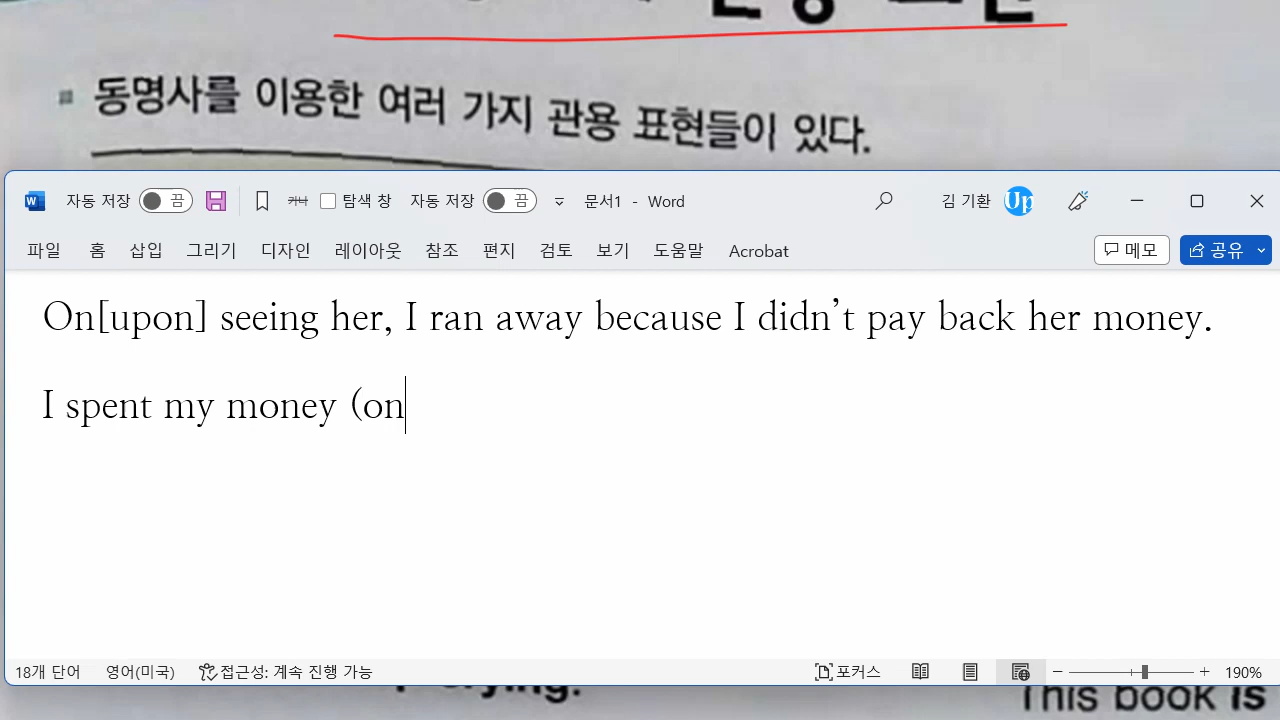 동명사를 이용한 여러 가지 관용 표현들이 있다.
자동 저장 끔 가나 탐색 창 자동 저장 끔 문서1 - Word 김 기환 Up
파일 홈 삽입 그리기 디자인 레이아웃 참조 편지 검토 보기 도움말 Acrobat 메모 공유
On[upon] seeing her, I ran away because I didn’t pay back her money.
I spent my money (on
18개 단어 영어(미국) 접근성: 계속 진행 가능 포커스 190%
This book is